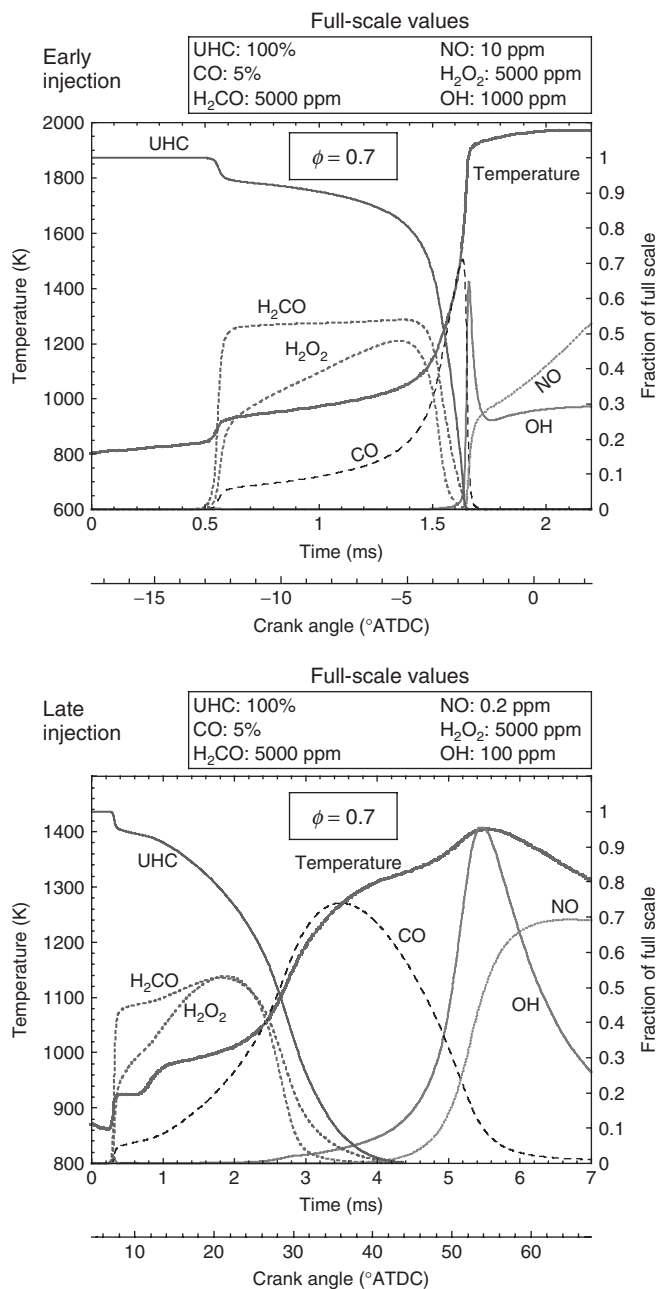 Full-scale values
Early
injection
UHC: 100%
NO: 10 ppm
CO: 5%
H₂O₂: 5000 ppm
H₂CO: 5000 ppm
OH: 1000 ppm
2000
1800
1600
1400
1200
1000
800
600
Temperature (K)
UHC
ϕ = 0.7
Temperature
H₂CO
H₂O₂
CO
NO
OH
1
0.9
0.8
0.7
0.6
0.5
0.4
0.3
0.2
0.1
0
Fraction of full scale
0 0.5 1 1.5 2
Time (ms)
−15 −10 −5 0
Crank angle (°ATDC)
Full-scale values
Late
injection
UHC: 100%
NO: 0.2 ppm
CO: 5%
H₂O₂: 5000 ppm
H₂CO: 5000 ppm
OH: 100 ppm
1400
1300
1200
1100
1000
900
800
Temperature (K)
ϕ = 0.7
UHC
Temperature
CO
NO
H₂CO
H₂O₂
OH
1
0.9
0.8
0.7
0.6
0.5
0.4
0.3
0.2
0.1
0
Fraction of full scale
0 1 2 3 4 5 6 7
Time (ms)
10 20 30 40 50 60
Crank angle (°ATDC)